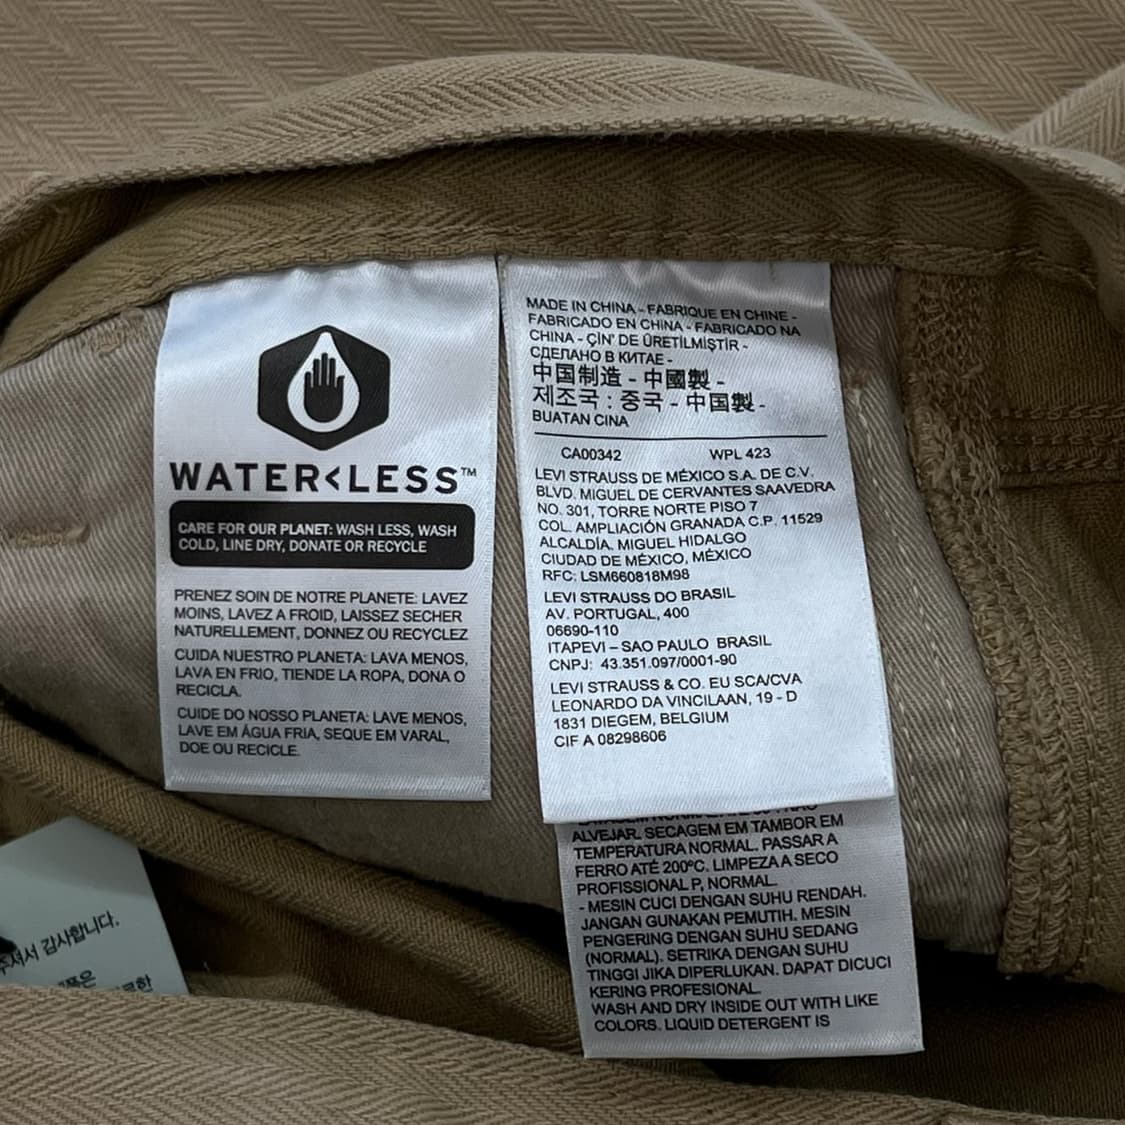 WATER<LESS™
CARE FOR OUR PLANET: WASH LESS, WASH
COLD, LINE DRY, DONATE OR RECYCLE
PRENEZ SOIN DE NOTRE PLANETE: LAVEZ
MOINS, LAVEZ A FROID, LAISSEZ SECHER
NATURELLEMENT, DONNEZ OU RECYCLEZ
CUIDA NUESTRO PLANETA: LAVA MENOS,
LAVA EN FRIO, TIENDE LA ROPA, DONA O
RECICLA.
CUIDE DO NOSSO PLANETA: LAVE MENOS,
LAVE EM ÁGUA FRIA, SEQUE EM VARAL,
DOE OU RECICLE.
MADE IN CHINA - FABRIQUE EN CHINE -
FABRICADO EN CHINA - FABRICADO NA
CHINA - ÇİN' DE ÜRETİLMİŞTİR -
СДЕЛАНО В КИТАЕ -
中国制造 - 中國製 -
제조국 : 중국 - 中国製 -
BUATAN CINA
CA00342 WPL 423
LEVI STRAUSS DE MÉXICO S.A. DE C.V.
BLVD. MIGUEL DE CERVANTES SAAVEDRA
NO. 301, TORRE NORTE PISO 7
COL. AMPLIACIÓN GRANADA C.P. 11529
ALCALDÍA. MIGUEL HIDALGO
CIUDAD DE MÉXICO, MÉXICO
RFC: LSM660818M98
LEVI STRAUSS DO BRASIL
AV. PORTUGAL, 400
06690-110
ITAPEVI – SAO PAULO BRASIL
CNPJ: 43.351.097/0001-90
LEVI STRAUSS & CO. EU SCA/CVA
LEONARDO DA VINCILAAN, 19 - D
1831 DIEGEM, BELGIUM
CIF A 08298606
ALVEJAR. SECAGEM EM TAMBOR EM
TEMPERATURA NORMAL. PASSAR A
FERRO ATÉ 200ºC. LIMPEZA A SECO
PROFISSIONAL P, NORMAL.
- MESIN CUCI DENGAN SUHU RENDAH.
JANGAN GUNAKAN PEMUTIH. MESIN
PENGERING DENGAN SUHU SEDANG
(NORMAL). SETRIKA DENGAN SUHU
TINGGI JIKA DIPERLUKAN. DAPAT DICUCI
KERING PROFESIONAL.
WASH AND DRY INSIDE OUT WITH LIKE
COLORS. LIQUID DETERGENT IS
주셔서 감사합니다.